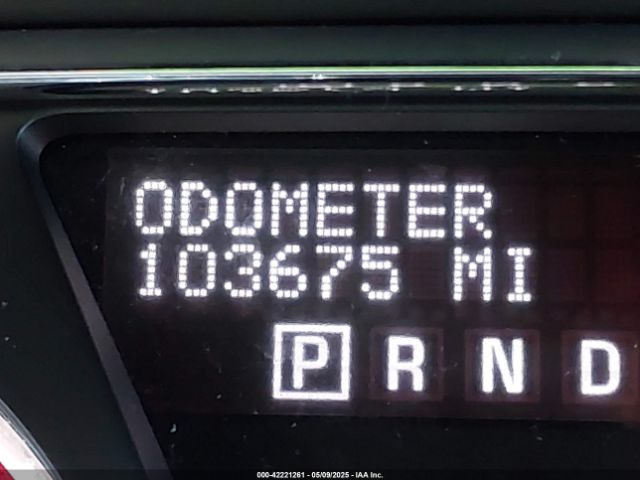 ODOMETER
103675 MI
P R N D
000-42221261 - 05/09/2025 - IAA Inc.